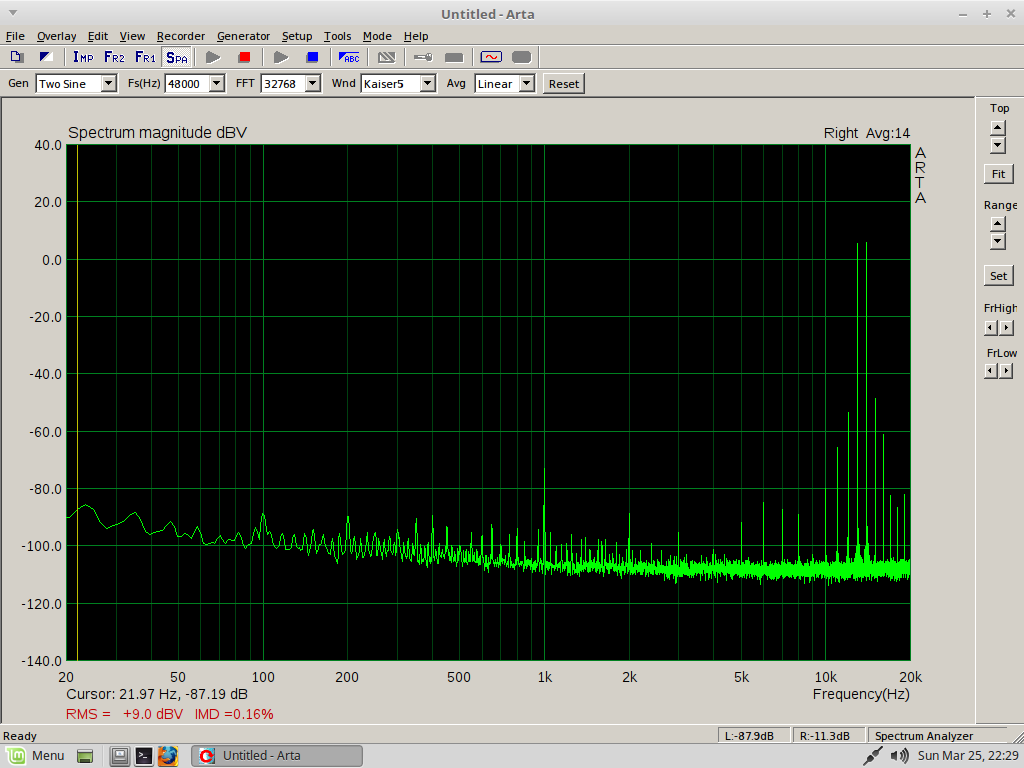 Untitled - Arta
File Overlay Edit View Recorder Generator Setup Tools Mode Help
IMP FR2 FR1 SPA ABC
Gen Two Sine Fs(Hz) 48000 FFT 32768 Wnd Kaiser5 Avg Linear Reset
Top
Spectrum magnitude dBV Right Avg:14
40.0
A
R
T
A
Fit
20.0
Range
0.0
Set
-20.0
FrHigh
FrLow
-40.0
-60.0
-80.0
-100.0
-120.0
-140.0
20 50 100 200 500 1k 2k 5k 10k 20k
Cursor: 21.97 Hz, -87.19 dB Frequency(Hz)
RMS = +9.0 dBV IMD =0.16%
Ready L:-87.9dB R:-11.3dB Spectrum Analyzer
Menu Untitled - Arta Sun Mar 25, 22:29